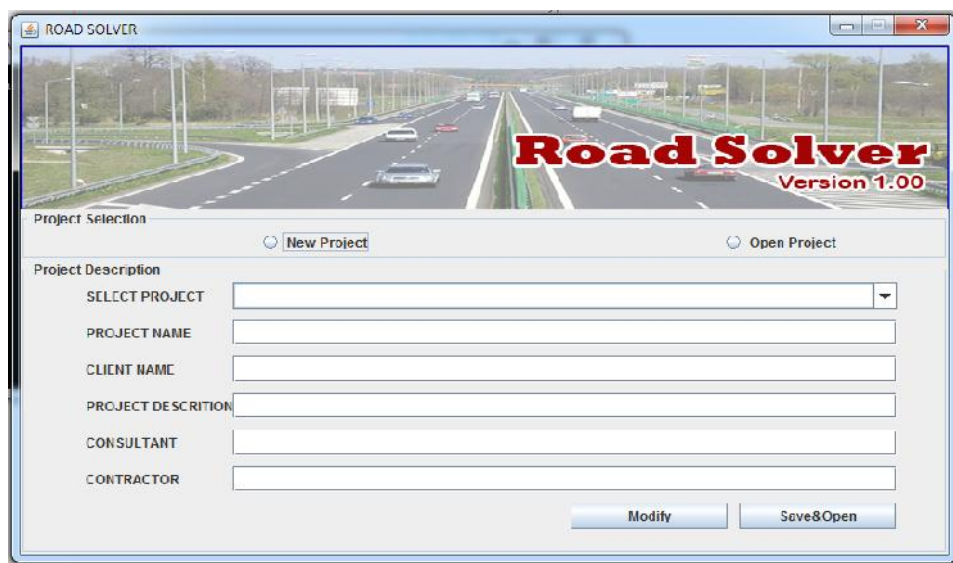 ROAD SOLVER
Road Solver
Version 1.00
Project Selection
New Project Open Project
Project Description
SELECT PROJECT
PROJECT NAME
CLIENT NAME
PROJECT DESCRITION
CONSULTANT
CONTRACTOR
Modify Save&Open